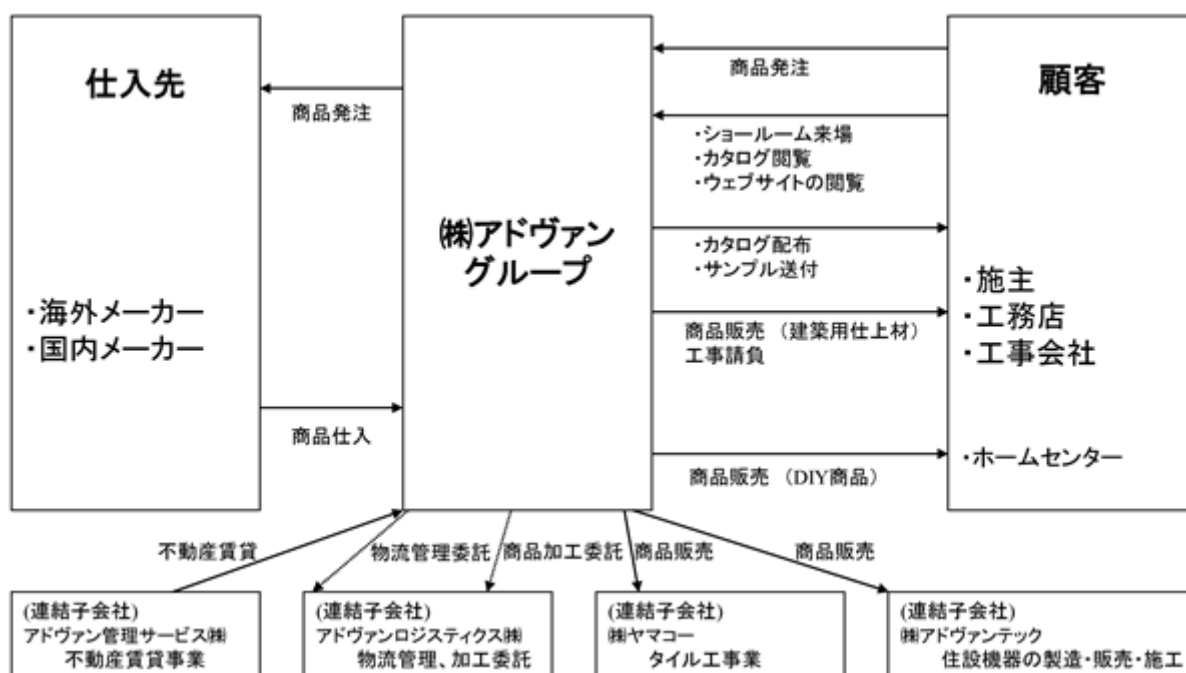 仕入先
・海外メーカー
・国内メーカー
商品発注
商品仕入
㈱アドヴァン
グループ
商品発注
・ショールーム来場
・カタログ閲覧
・ウェブサイトの閲覧
・カタログ配布
・サンプル送付
商品販売 (建築用仕上材)
工事請負
商品販売 (DIY商品)
顧客
・施主
・工務店
・工事会社
・ホームセンター
不動産賃貸
物流管理委託
商品加工委託
商品販売
商品販売
(連結子会社)
アドヴァン管理サービス㈱
不動産賃貸事業
(連結子会社)
アドヴァンロジスティクス㈱
物流管理、加工委託
(連結子会社)
㈱ヤマコー
タイル工事業
(連結子会社)
㈱アドヴァンテック
住設機器の製造・販売・施工